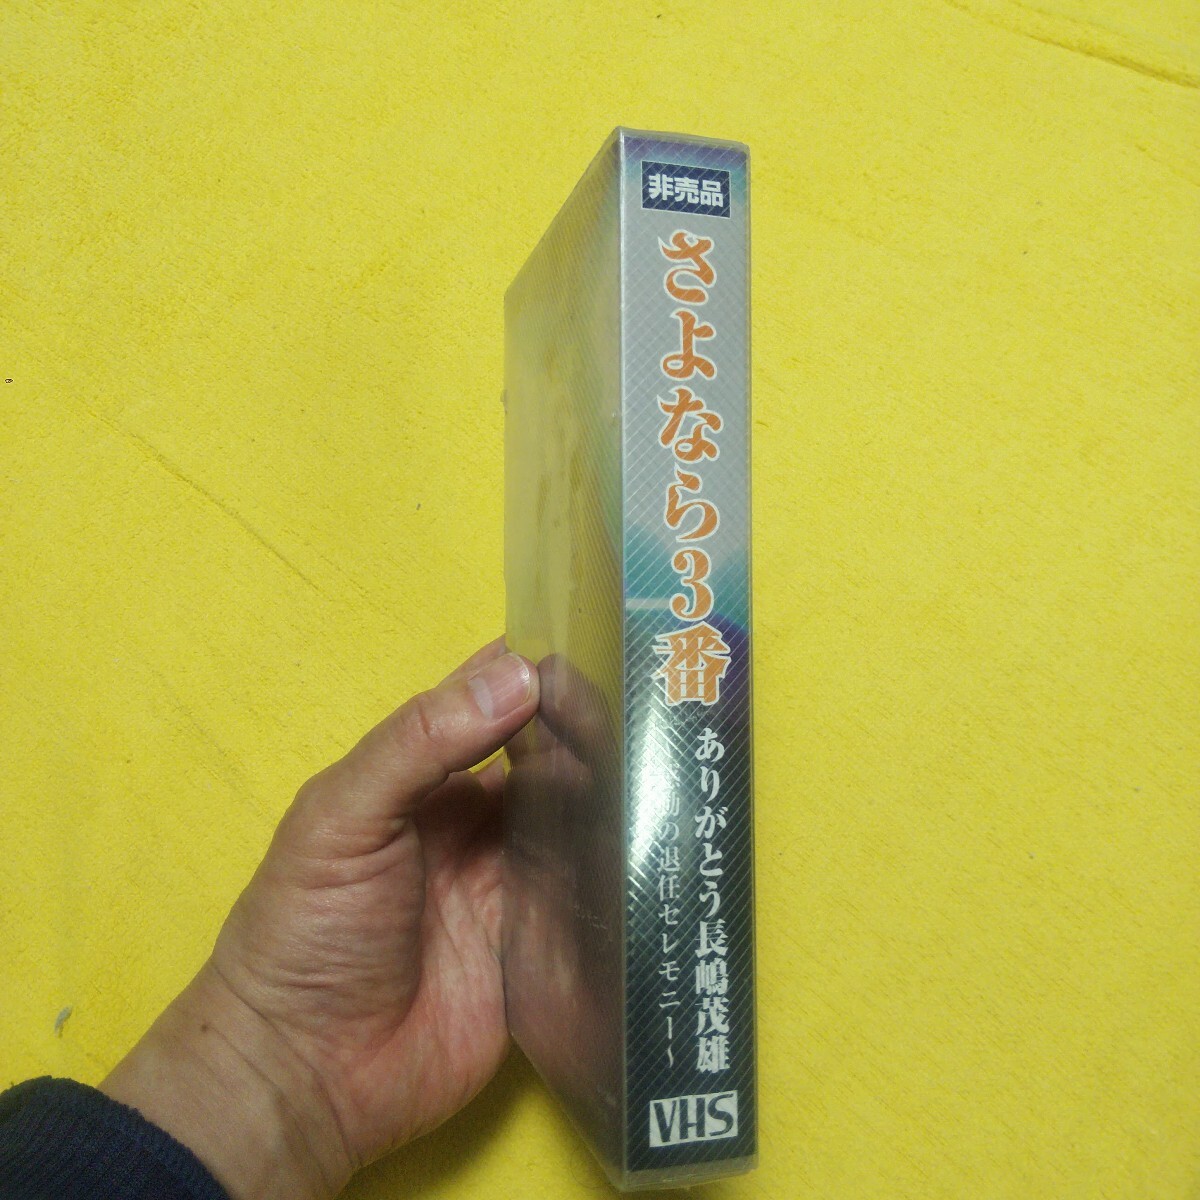 非売品
さよなら3番
ありがとう長嶋茂雄
の退任セレモニー〜
VHS